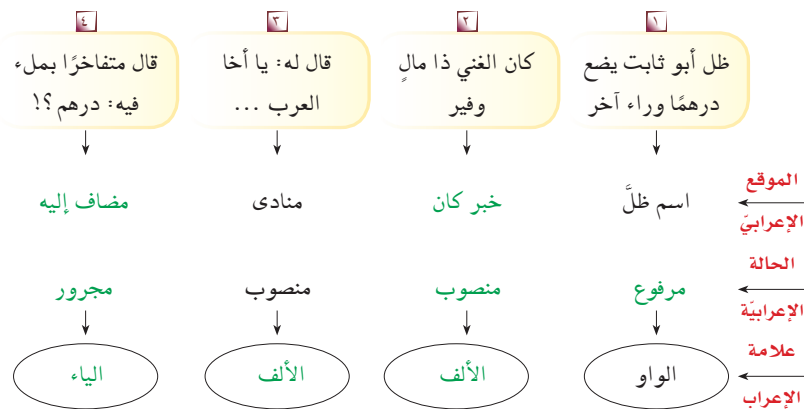 ١
٢
٣
٤
ظل أبو ثابت يضع
درهمًا وراء آخر
كان الغني ذا مالٍ
وفير
قال له: يا أخا
العرب ...
قال متفاخرًا بملء
فيه: درهم؟!
الموقع
الإعرابيّ
اسم ظلَّ
خبر كان
منادى
مضاف إليه
الحالة
الإعرابيّة
مرفوع
منصوب
منصوب
مجرور
علامة
الإعراب
الواو
الألف
الألف
الياء